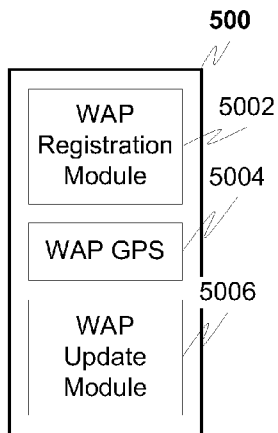 500
WAP
Registration
Module
5002
WAP GPS
5004
WAP
Update
Module
5006